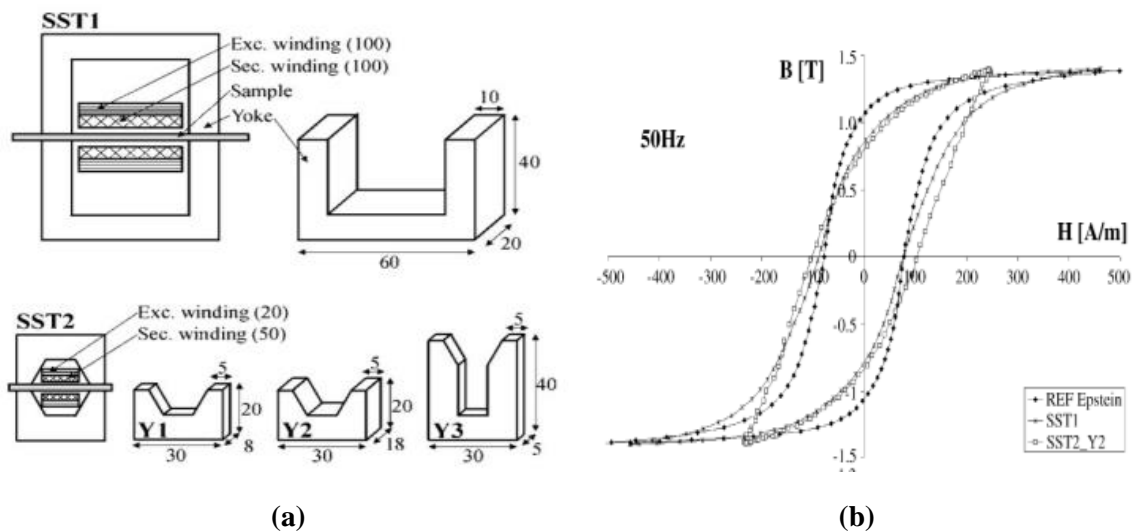 SST1
Exc. winding (100)
Sec. winding (100)
Sample
Yoke
10
40
20
60
SST2
Exc. winding (20)
Sec. winding (50)
Y1
5
20
8
30
Y2
5
20
18
30
Y3
5
40
5
30
(a)
B [T]
50Hz
H [A/m]
1.5
1.0
0.5
0
-0.5
-1
-1.5
-500 -400 -300 -200 -100 0 100 200 300 400 500
REF Epstein
SST1
SST2_Y2
(b)